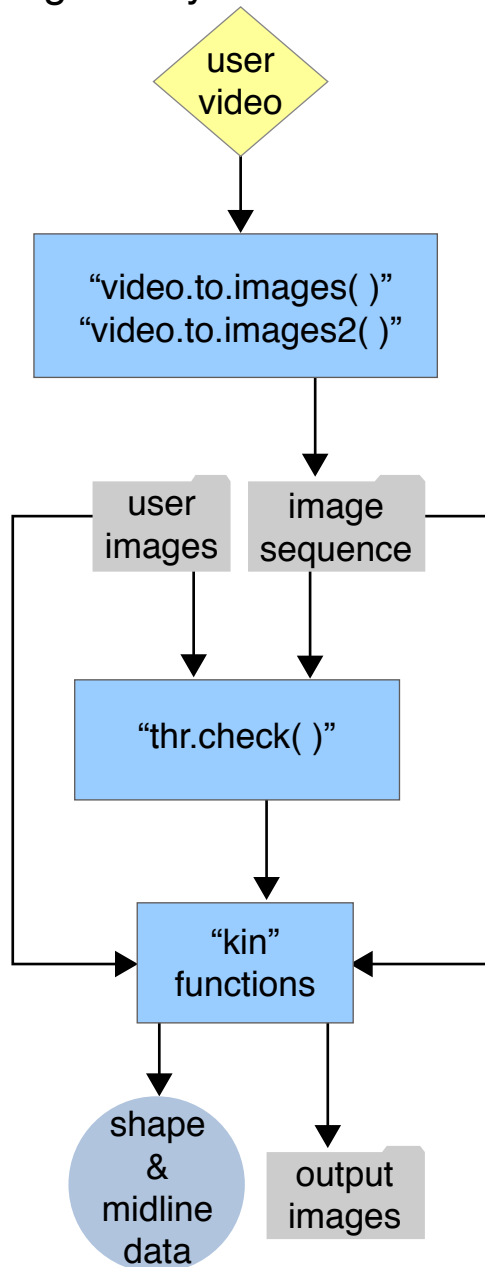 user
video
“video.to.images( )”
“video.to.images2( )”
user
images
image
sequence
“thr.check( )”
“kin”
functions
shape
&
midline
data
output
images